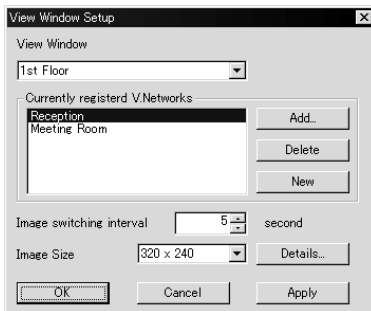 View Window Setup
View Window
1st Floor
Currently registerd V.Networks
Reception
Meeting Room
Add...
Delete
New
Image switching interval 5 second
Image Size 320 x 240 Details...
OK Cancel Apply